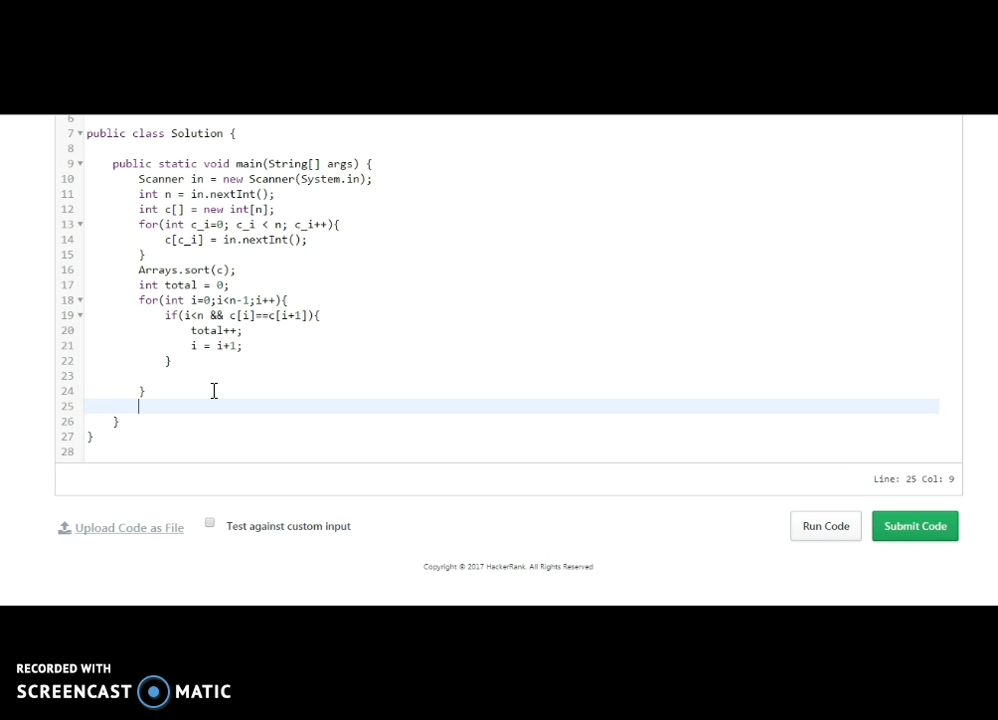 6
7 public class Solution {
8
9 public static void main(String[] args) {
10 Scanner in = new Scanner(System.in);
11 int n = in.nextInt();
12 int c[] = new int[n];
13 for(int c_i=0; c_i < n; c_i++){
14 c[c_i] = in.nextInt();
15 }
16 Arrays.sort(c);
17 int total = 0;
18 for(int i=0;i<n-1;i++){
19 if(i<n && c[i]==c[i+1]){
20 total++;
21 i = i+1;
22 }
23
24 }
25
26 }
27 }
28
Line: 25 Col: 9
Upload Code as File Test against custom input Run Code Submit Code
Copyright © 2017 HackerRank. All Rights Reserved
RECORDED WITH
SCREENCAST MATIC